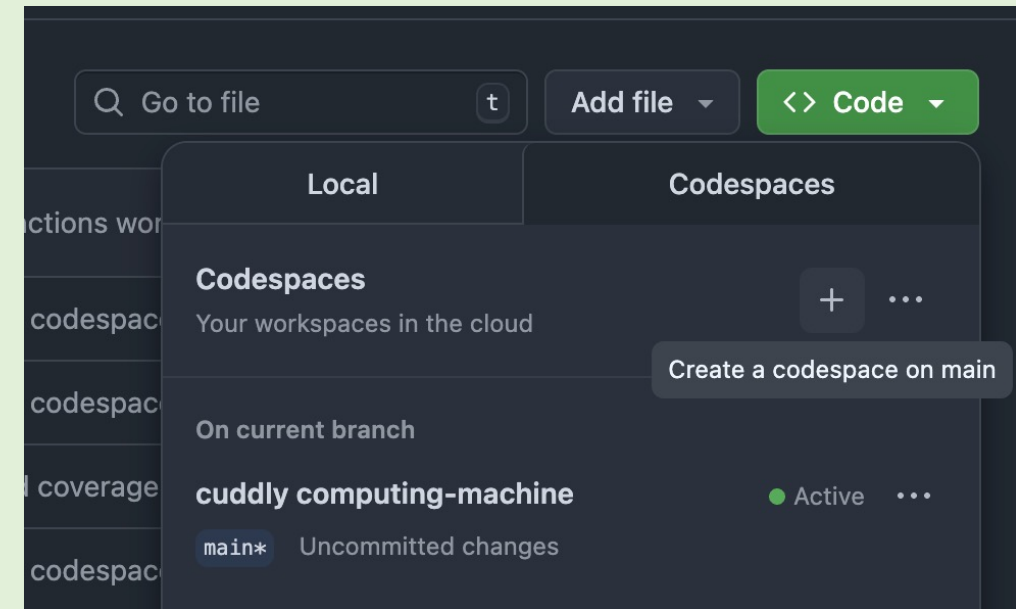 Go to file t Add file <> Code
Local Codespaces
ctions wor
Codespaces
Your workspaces in the cloud
+ ...
codespac
Create a codespace on main
codespac
On current branch
coverage
cuddly computing-machine Active ...
main* Uncommitted changes
codespac